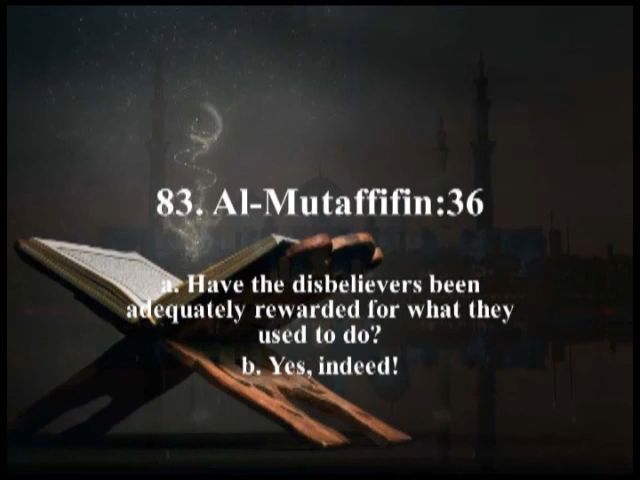 83. Al-Mutaffifin:36
a. Have the disbelievers been
adequately rewarded for what they
used to do?
b. Yes, indeed!